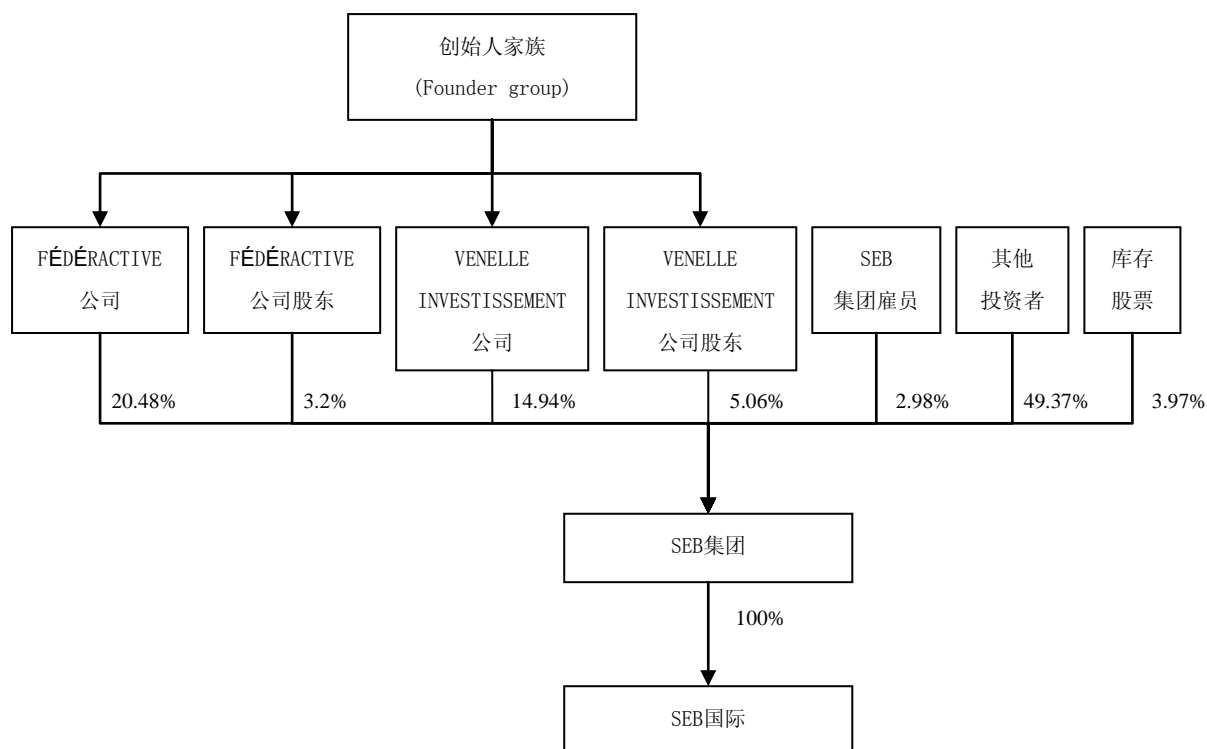 创始人家族
(Founder group)
FÉDÉRACTIVE
公司
FÉDÉRACTIVE
公司股东
VENELLE
INVESTISSEMENT
公司
VENELLE
INVESTISSEMENT
公司股东
SEB
集团雇员
其他
投资者
库存
股票
20.48%
3.2%
14.94%
5.06%
2.98%
49.37%
3.97%
SEB集团
100%
SEB国际